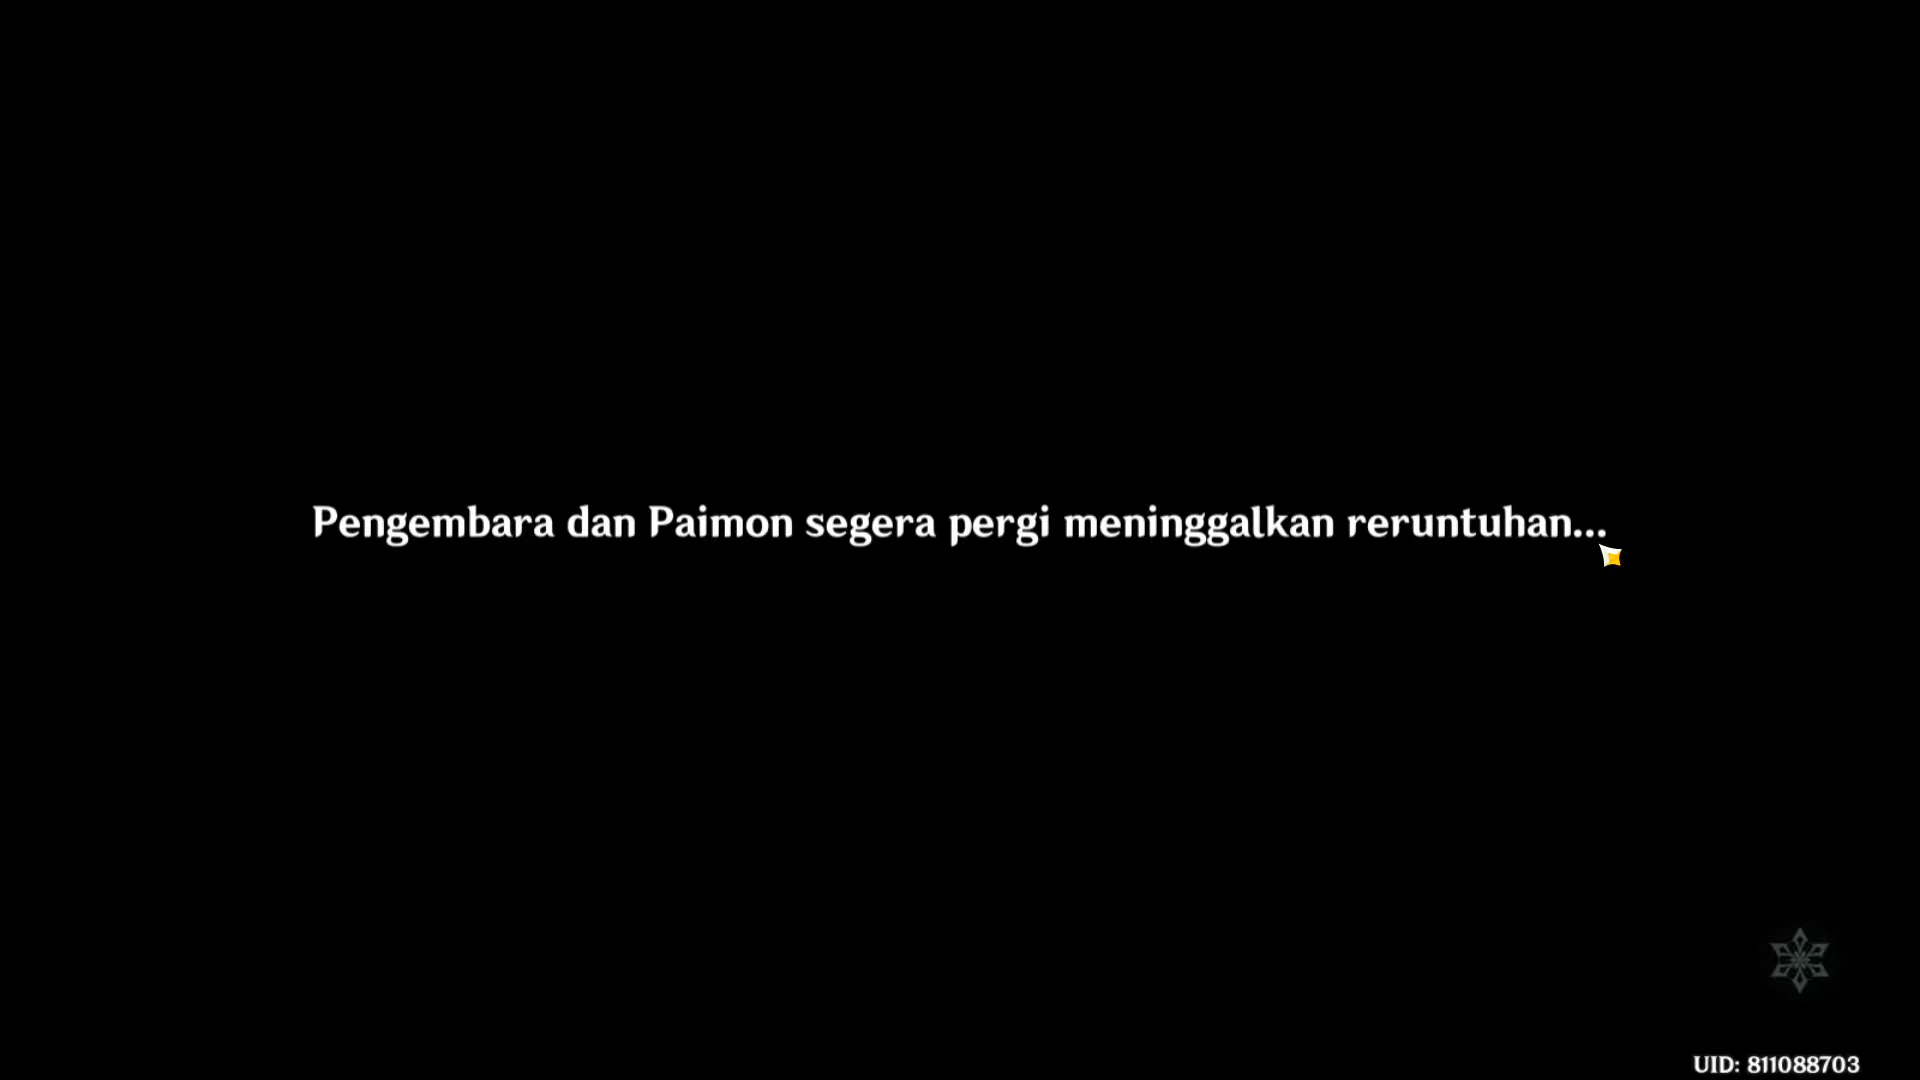 Pengembara dan Paimon segera pergi meninggalkan reruntuhan...
UID: 811088703